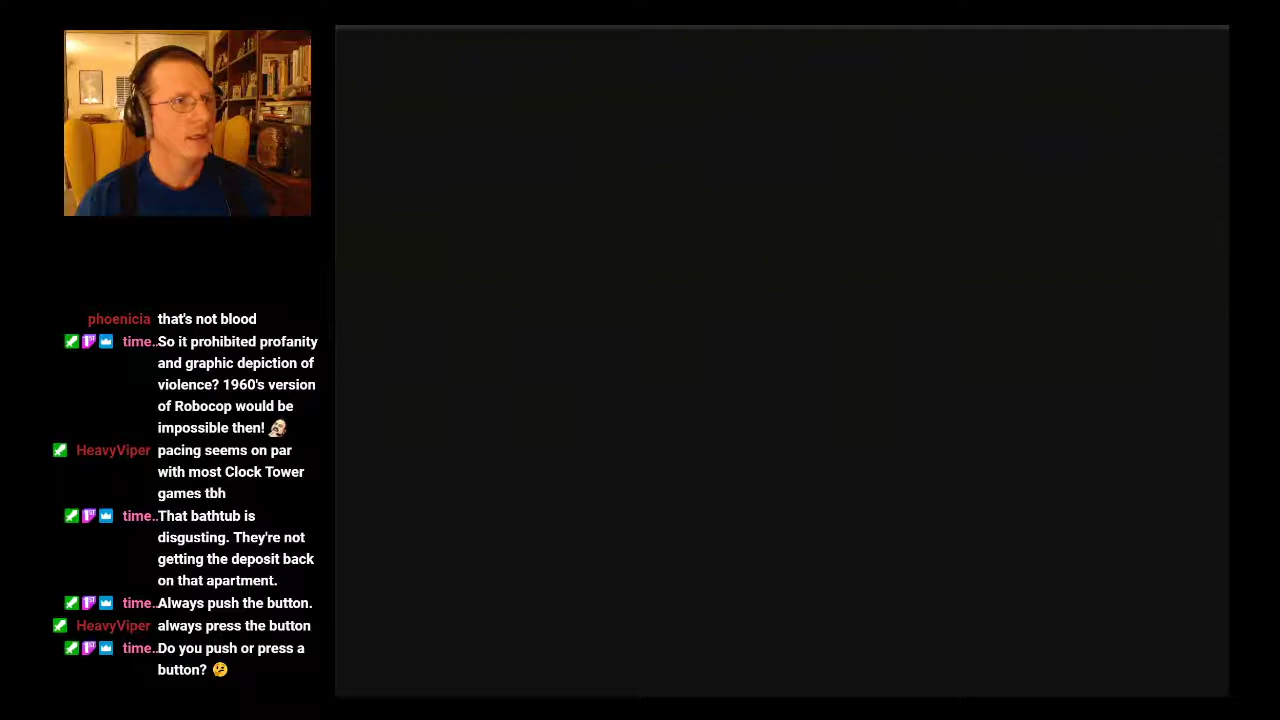 phoenicia that's not blood
time.. So it prohibited profanity
and graphic depiction of
violence? 1960's version
of Robocop would be
impossible then!
HeavyViper pacing seems on par
with most Clock Tower
games tbh
time.. That bathtub is
disgusting. They're not
getting the deposit back
on that apartment.
time.. Always push the button.
HeavyViper always press the button
time.. Do you push or press a
button?